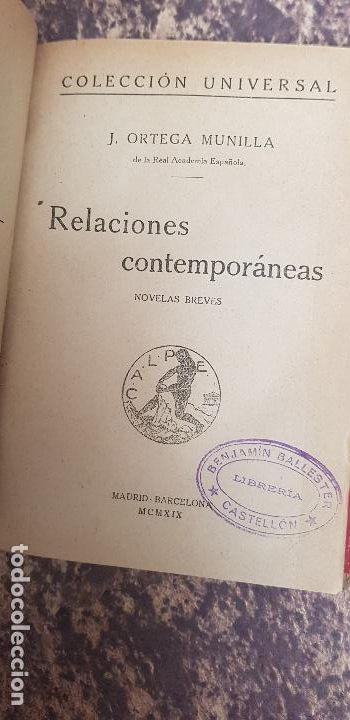 COLECCIÓN UNIVERSAL
J. ORTEGA MUNILLA
de la Real Academia Española.
Relaciones
contemporáneas
NOVELAS BREVES
CALPE
MADRID-BARCELONA
MCMXIX
BENJAMÍN BALLESTER
LIBRERÍA
★ CASTELLÓN ★
todocoleccion